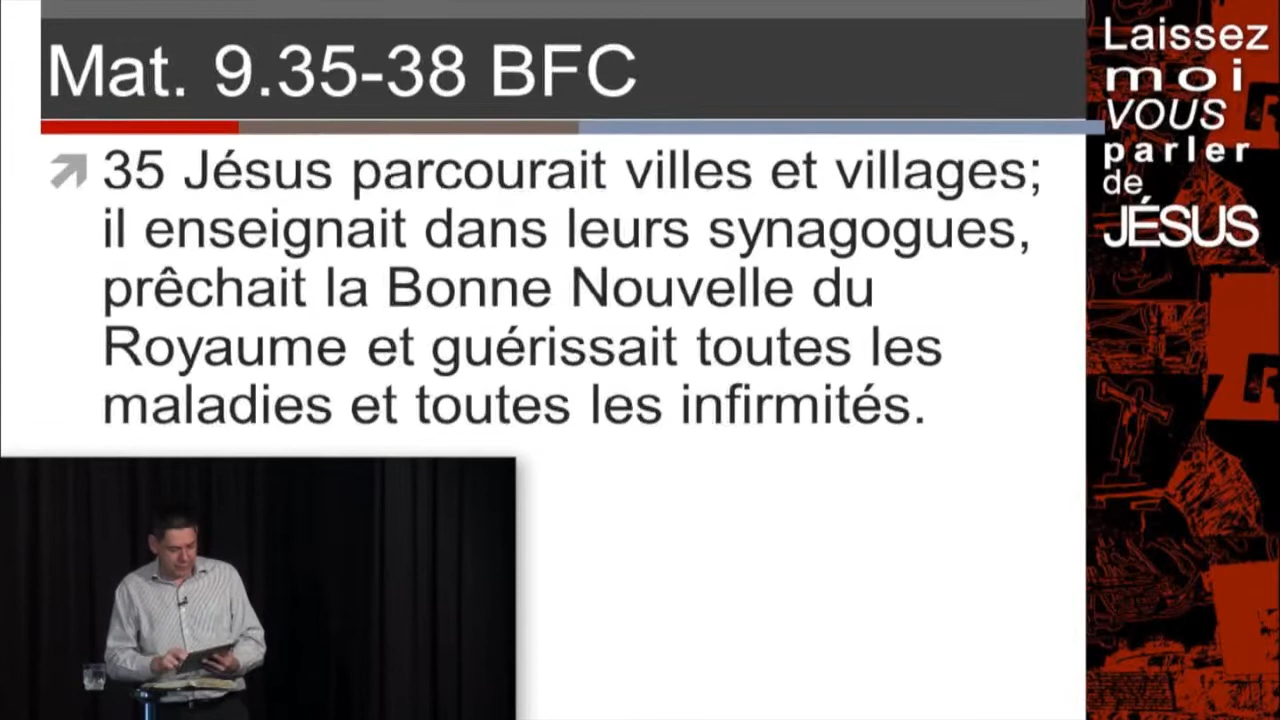 Mat. 9.35-38 BFC
35 Jésus parcourait villes et villages;
il enseignait dans leurs synagogues,
prêchait la Bonne Nouvelle du
Royaume et guérissait toutes les
maladies et toutes les infirmités.
Laissez
moi
VOUS
parler
de
JÉSUS